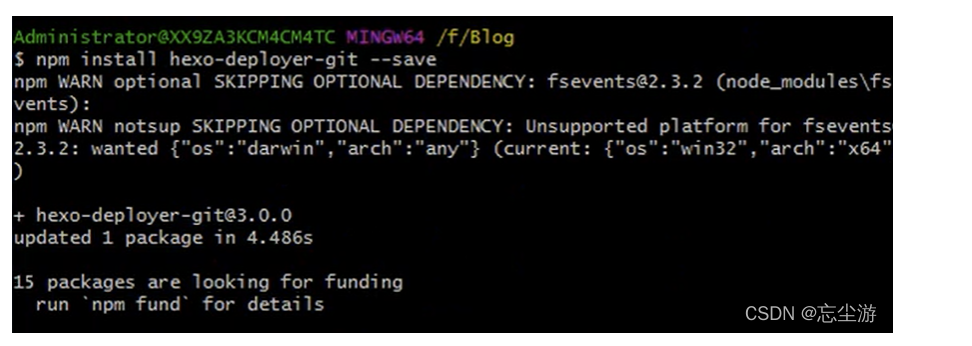 Administrator@XX9ZA3KCM4CM4TC MINGW64 /f/Blog
$ npm install hexo-deployer-git --save
npm WARN optional SKIPPING OPTIONAL DEPENDENCY: fsevents@2.3.2 (node_modules\fs
vents):
npm WARN notsup SKIPPING OPTIONAL DEPENDENCY: Unsupported platform for fsevents
2.3.2: wanted {"os":"darwin","arch":"any"} (current: {"os":"win32","arch":"x64"
)
+ hexo-deployer-git@3.0.0
updated 1 package in 4.486s
15 packages are looking for funding
run `npm fund` for details
CSDN @忘尘游